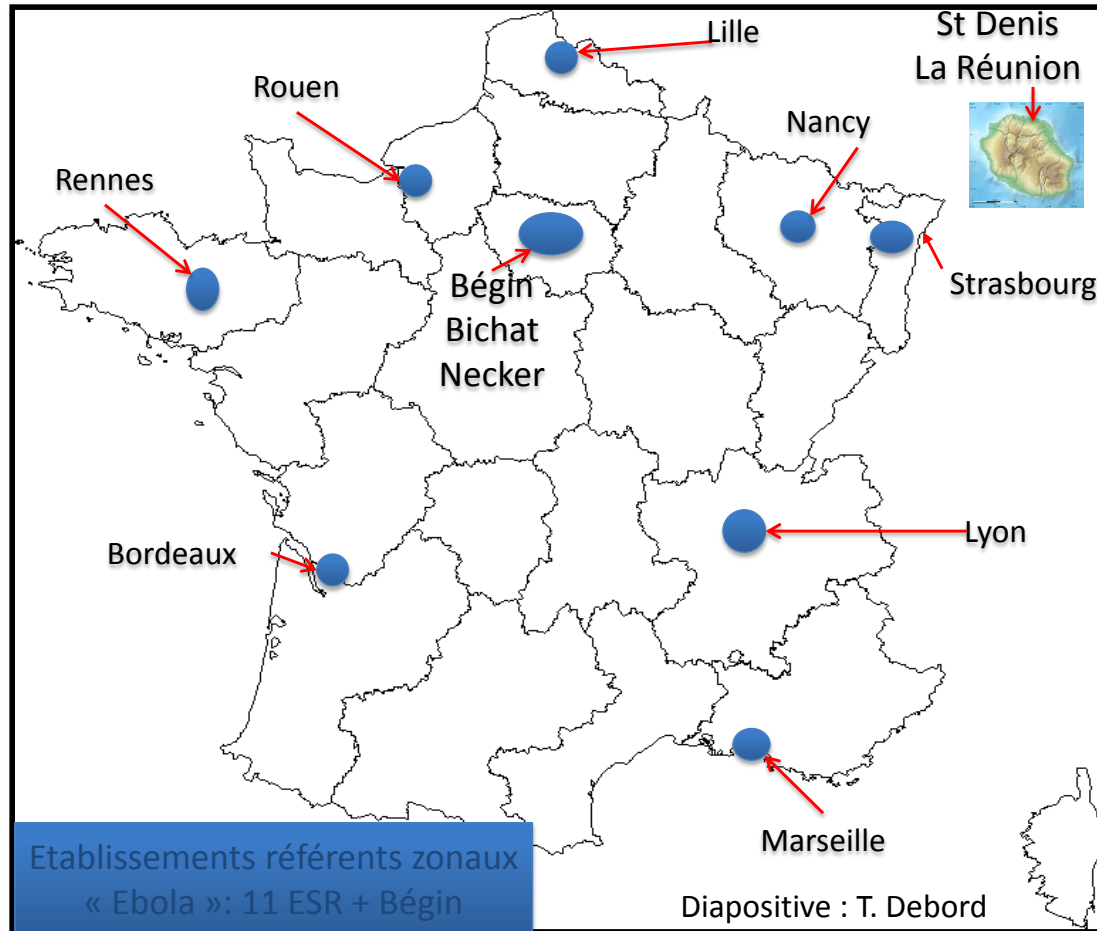 Lille
St Denis
La Réunion
Rouen
Nancy
Rennes
Strasbourg
Bégin
Bichat
Necker
Lyon
Bordeaux
Marseille
Etablissements référents zonaux
« Ebola »: 11 ESR + Bégin
Diapositive : T. Debord